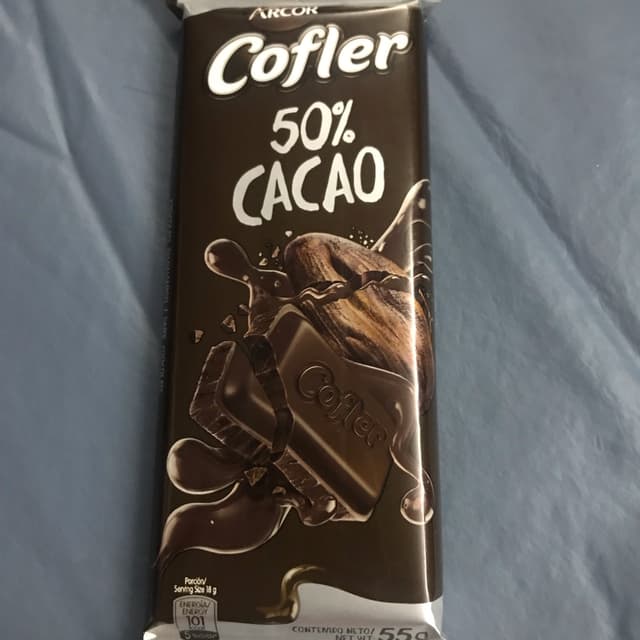 ARCOR
Cofler
50%
CACAO
Cofler
Porción/
Serving Size 18 g
ENERGÍA/
ENERGY
101
CONTENIDO NETO/
NET WT. 55g